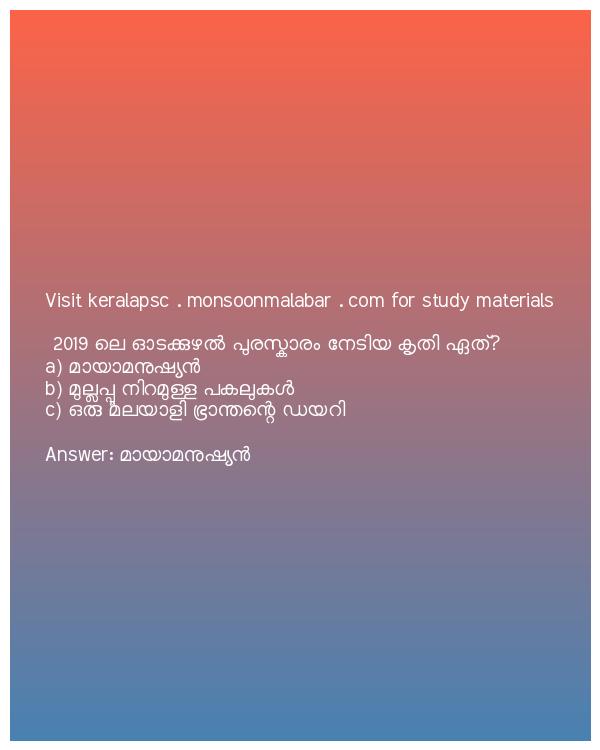 Visit keralapsc . monsoonmalabar . com for study materials
2019 ലെ ഓടക്കുഴൽ പുരസ്കാരം നേടിയ കൃതി ഏത്?
a) മായാമനുഷ്യൻ
b) മുല്ലപ്പൂ നിറമുള്ള പകലുകൾ
c) ഒരു മലയാളി ഭ്രാന്തന്റെ ഡയറി
Answer: മായാമനുഷ്യൻ